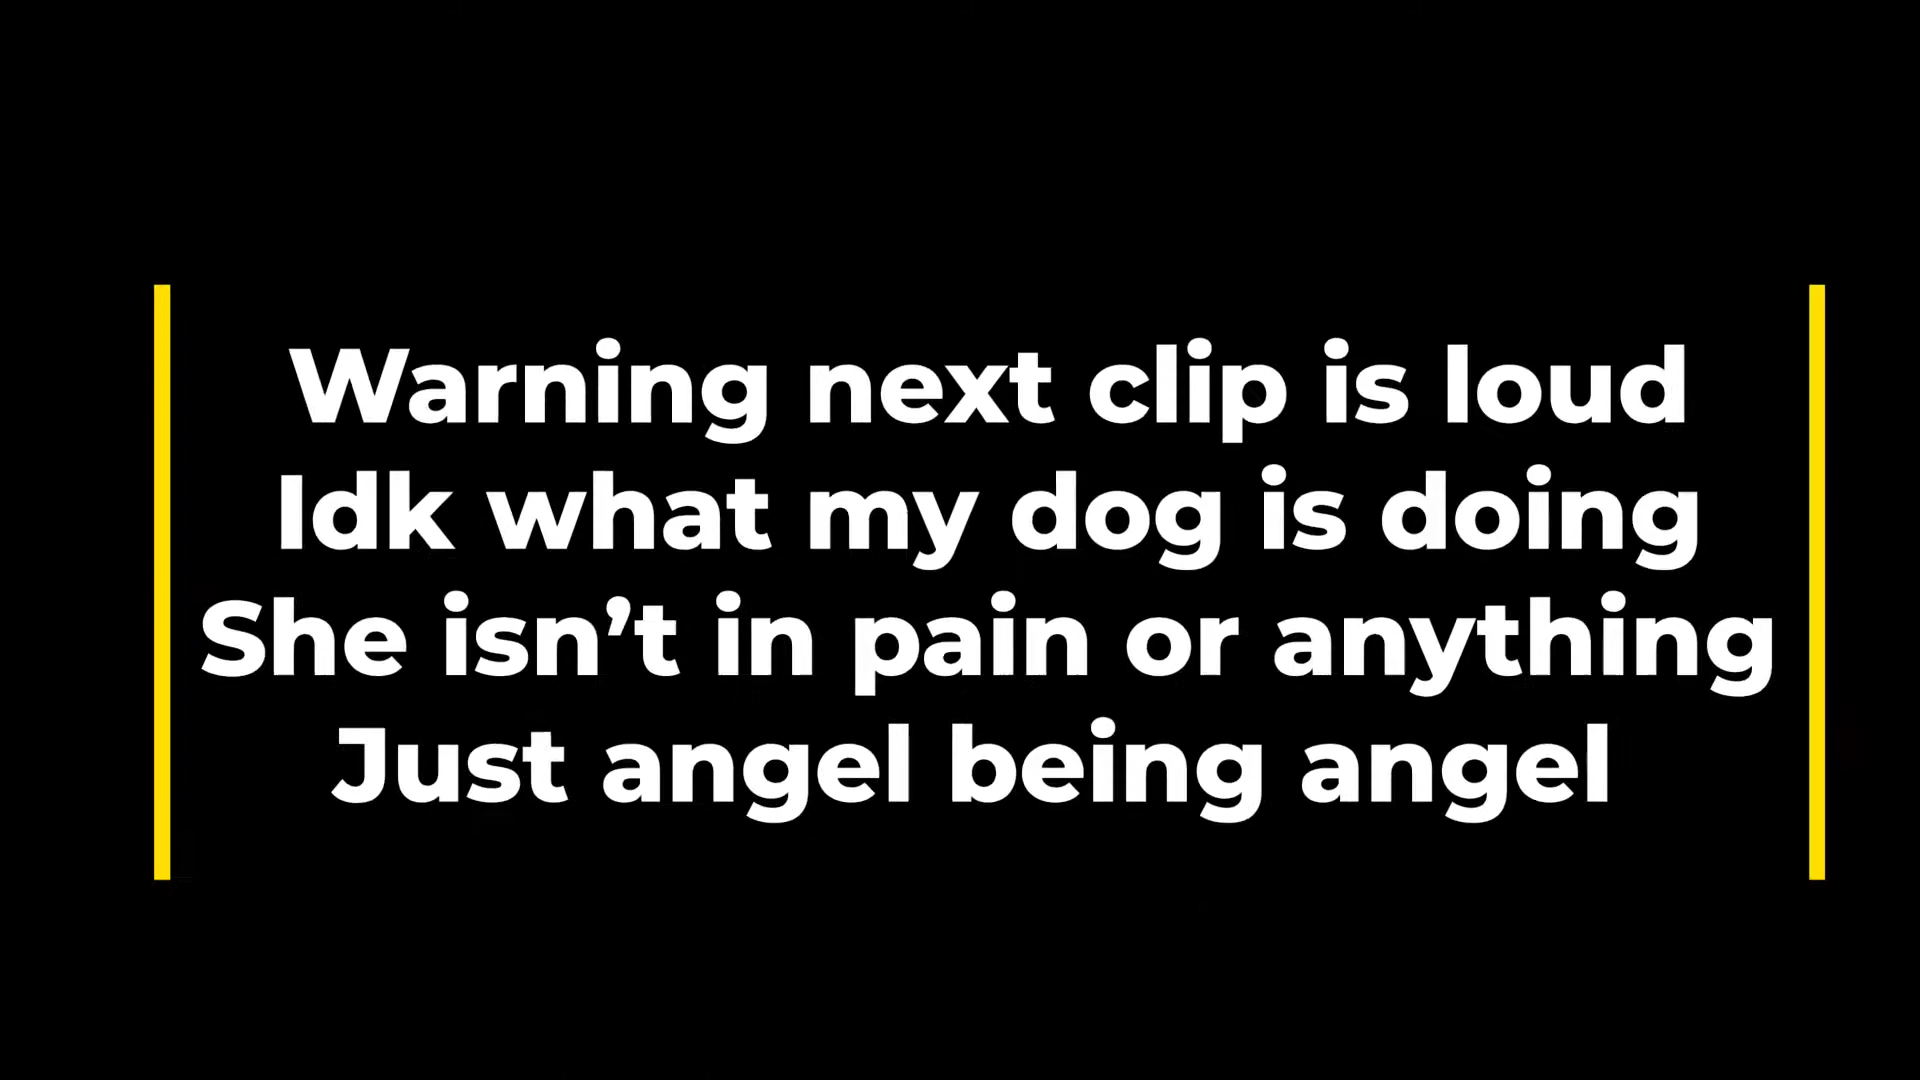 Warning next clip is loud
Idk what my dog is doing
She isn’t in pain or anything
Just angel being angel